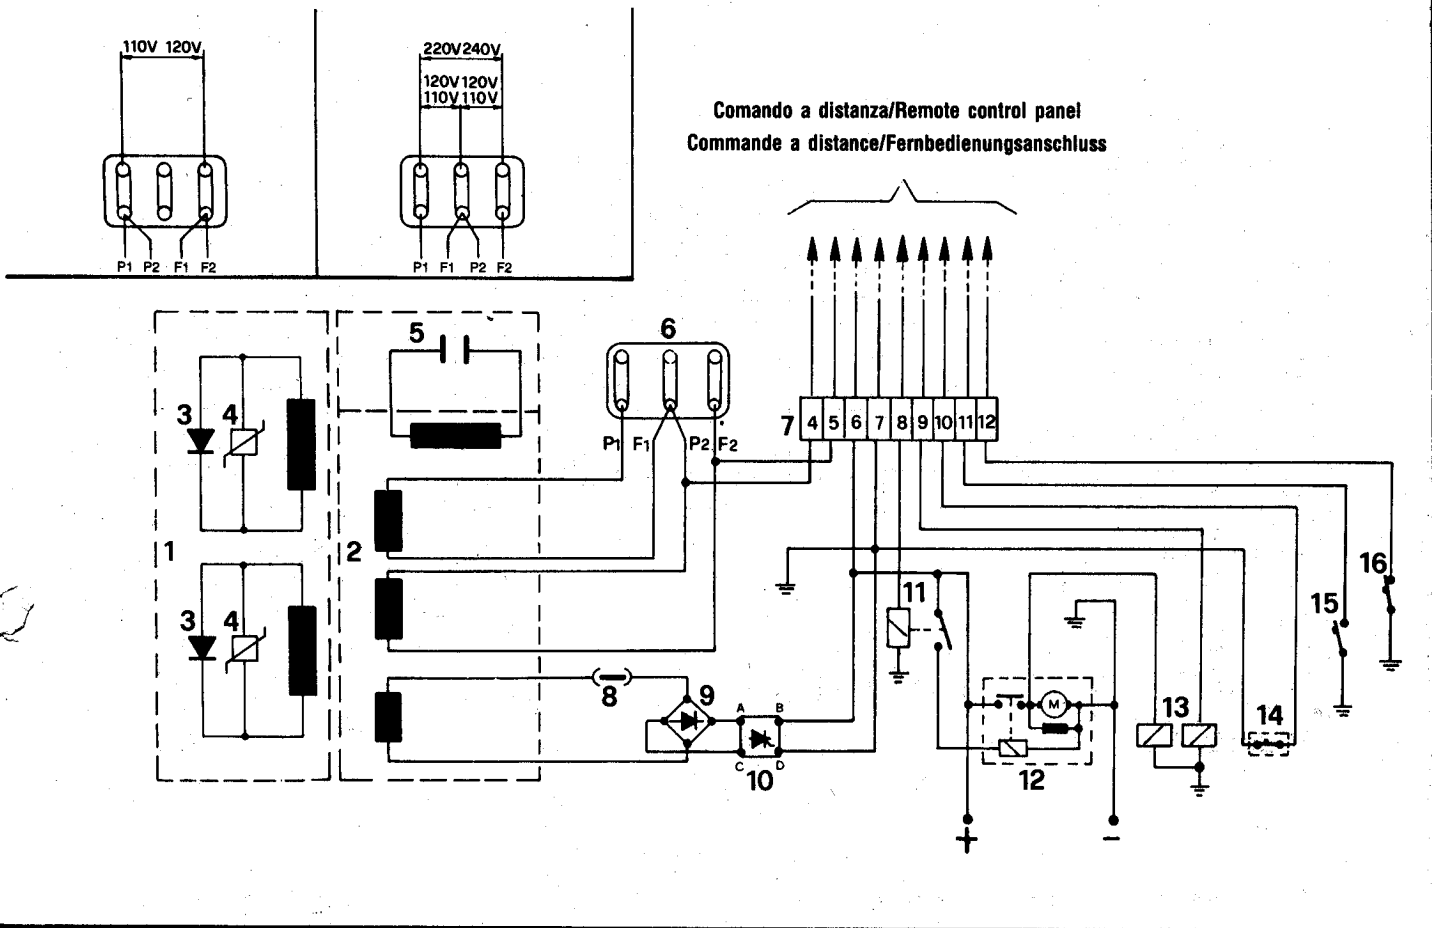 110V 120V
P1 P2 F1 F2
220V 240V
120V 120V
110V 110V
P1 F1 P2 F2
Comando a distanza/Remote control panel
Commande a distance/Fernbedienungsanschluss
5
6
3 4
7 4 5 6 7 8 9 10 11 12
P1 F1 P2 F2
1
2
16
11
15
3 4
8
9
A B
M
13
14
C D
10
12
+ −